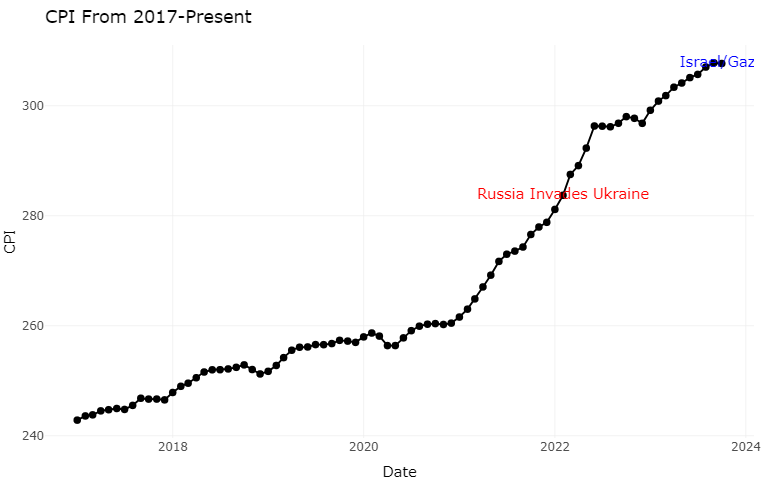 CPI From 2017-Present
Israel/Gaz
300
Russia Invades Ukraine
280
CPI
260
240
2018 2020 2022 2024
Date